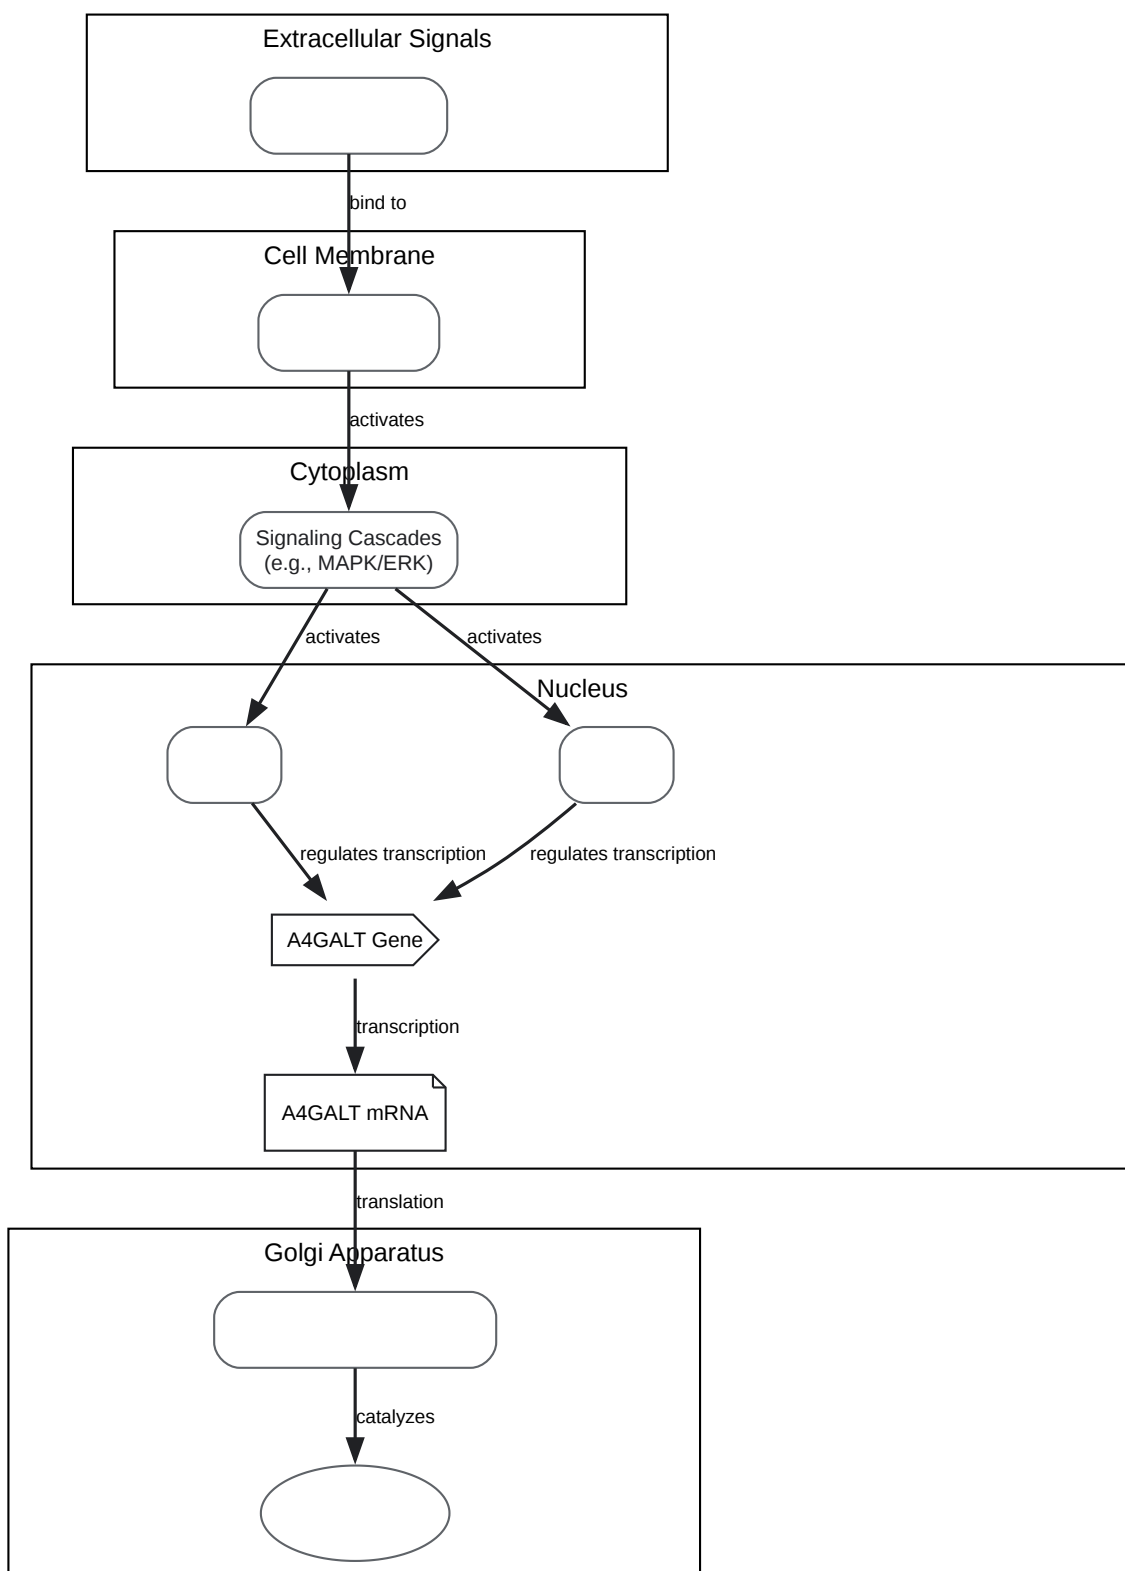 Extracellular Signals
bind to
Cell Membrane
activates
Cytoplasm
Signaling Cascades
(e.g., MAPK/ERK)
activates
activates
Nucleus
regulates transcription
regulates transcription
A4GALT Gene
transcription
A4GALT mRNA
translation
Golgi Apparatus
catalyzes